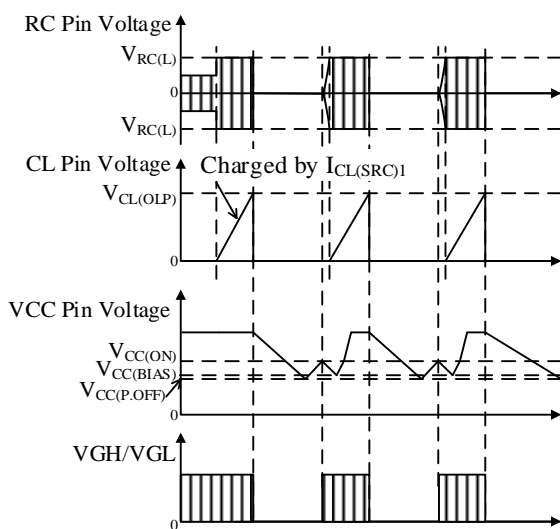 RC Pin Voltage
VRC(L)
0
VRC(L)
CL Pin Voltage
Charged by ICL(SRC)1
VCL(OLP)
0
VCC Pin Voltage
VCC(ON)
VCC(BIAS)
VCC(P.OFF)
0
VGH/VGL
0